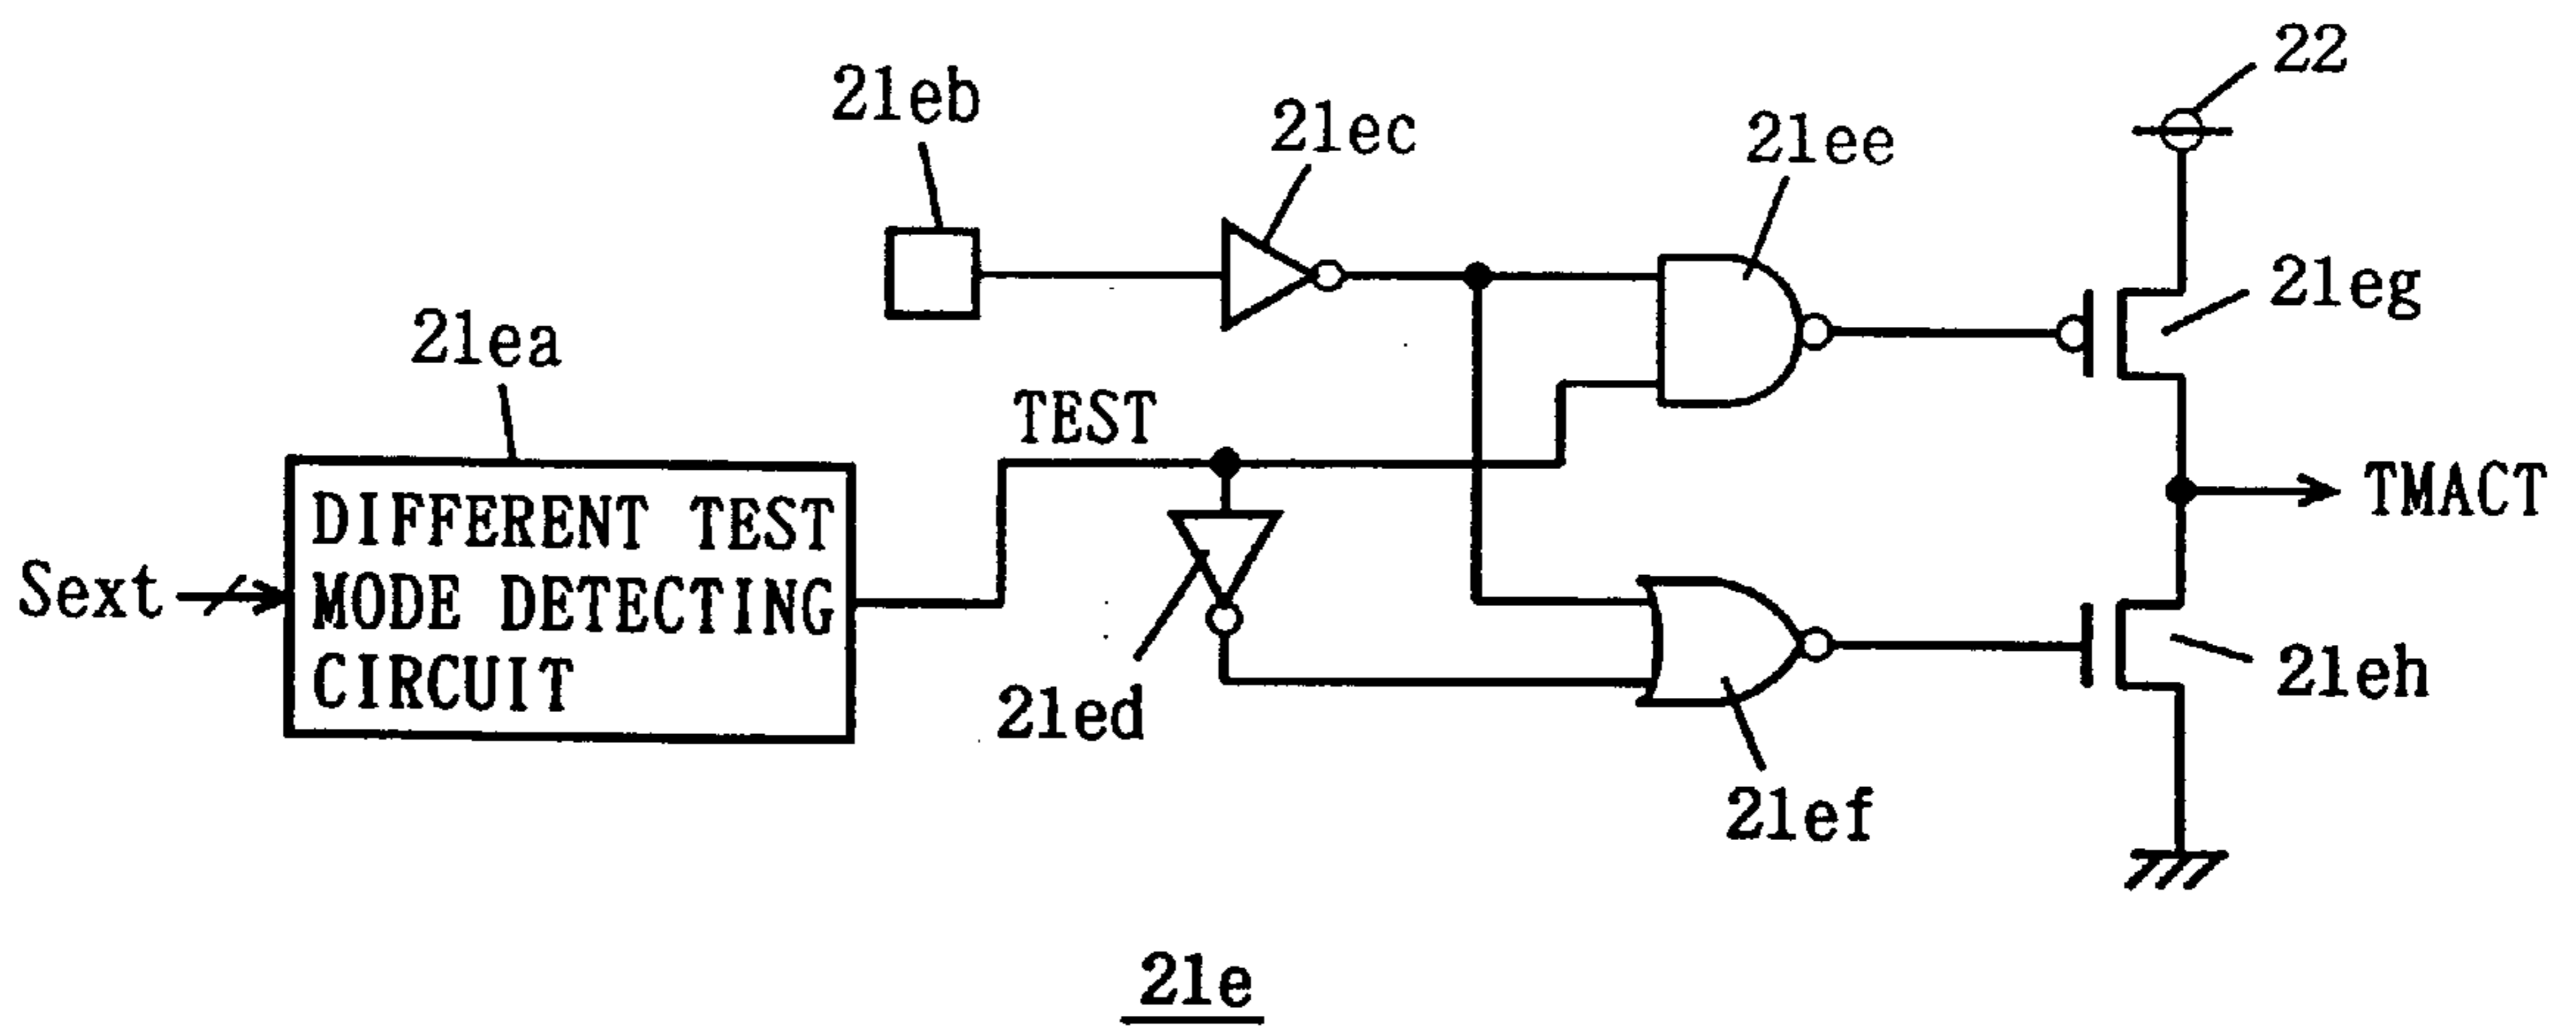 22
21eb
21ec
21ee
21eg
21ea
TEST
TMACT
DIFFERENT TEST
MODE DETECTING
CIRCUIT
Sext
21ed
21eh
21ef
21e